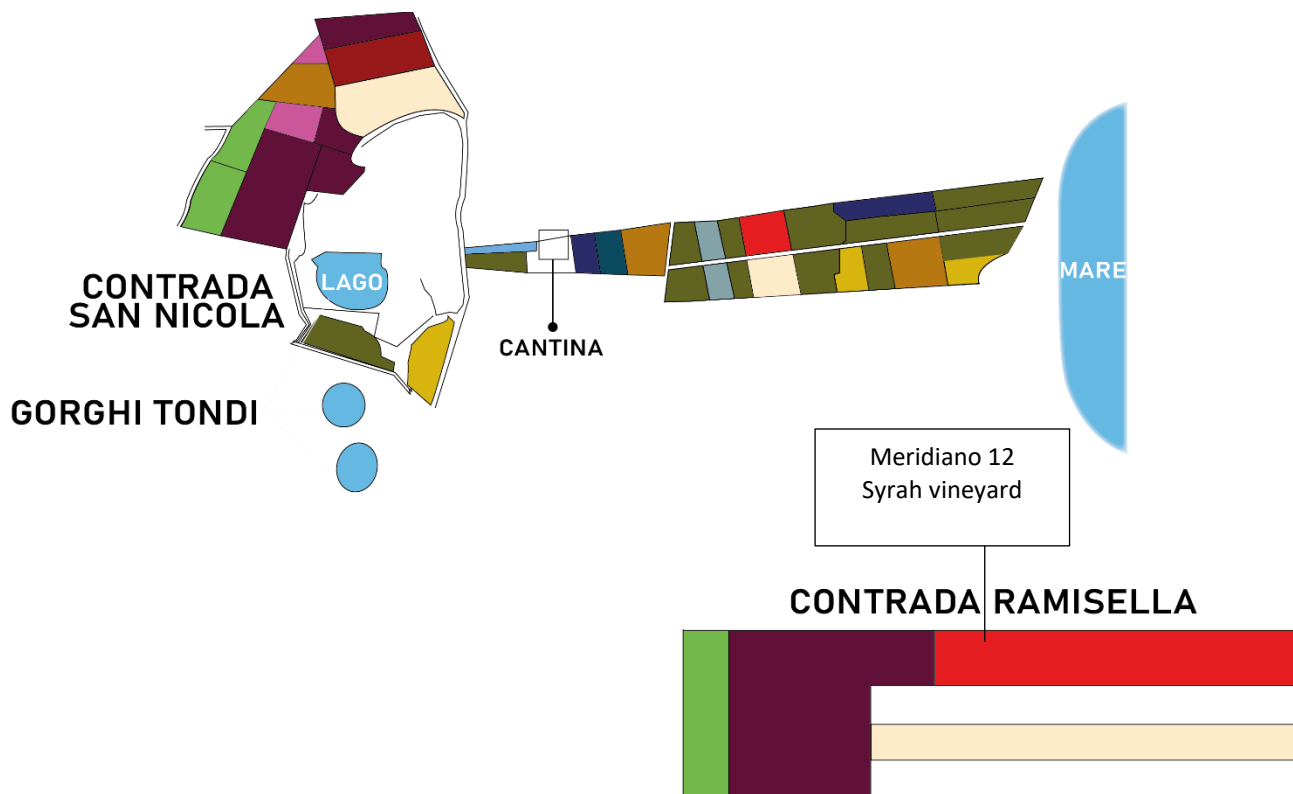 CONTRADA
SAN NICOLA
LAGO
MARE
CANTINA
GORGHI TONDI
Meridiano 12
Syrah vineyard
CONTRADA RAMISELLA